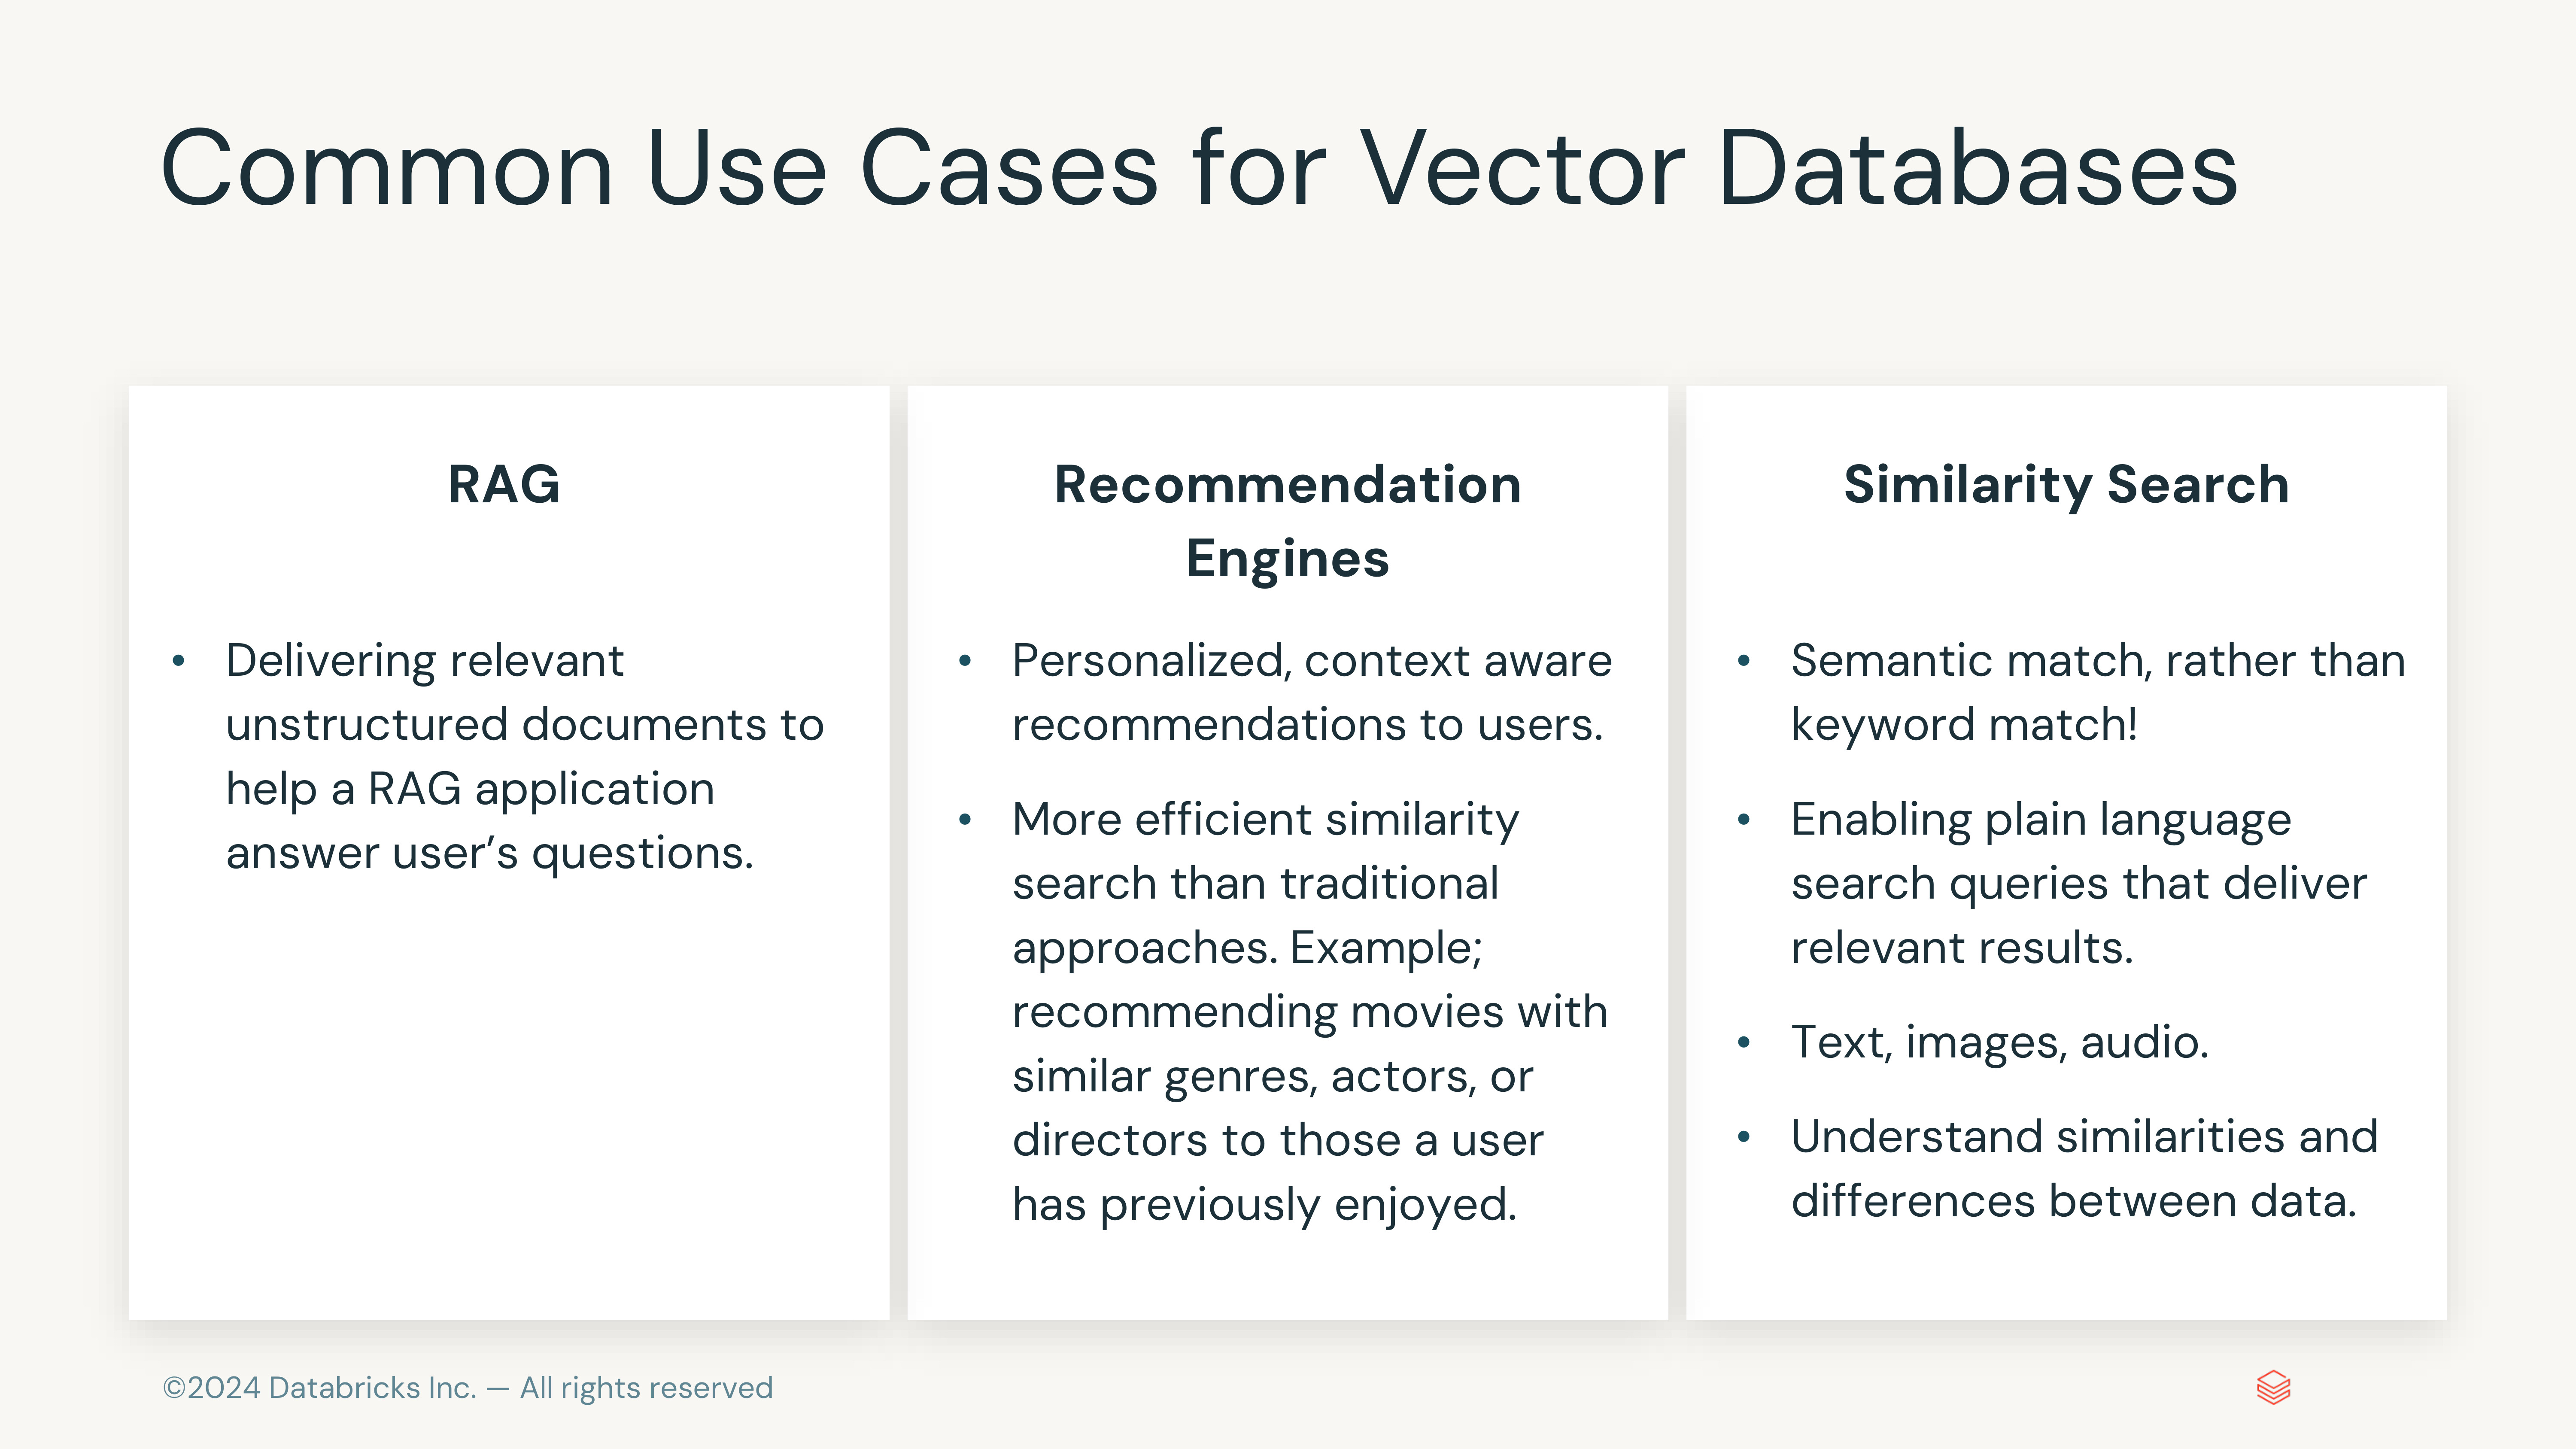 Common Use Cases for Vector Databases
RAG
• Delivering relevant
unstructured documents to
help a RAG application
answer user’s questions.
Recommendation
Engines
• Personalized, context aware
recommendations to users.
• More efficient similarity
search than traditional
approaches. Example;
recommending movies with
similar genres, actors, or
directors to those a user
has previously enjoyed.
Similarity Search
• Semantic match, rather than
keyword match!
• Enabling plain language
search queries that deliver
relevant results.
• Text, images, audio.
• Understand similarities and
differences between data.
©2024 Databricks Inc. — All rights reserved